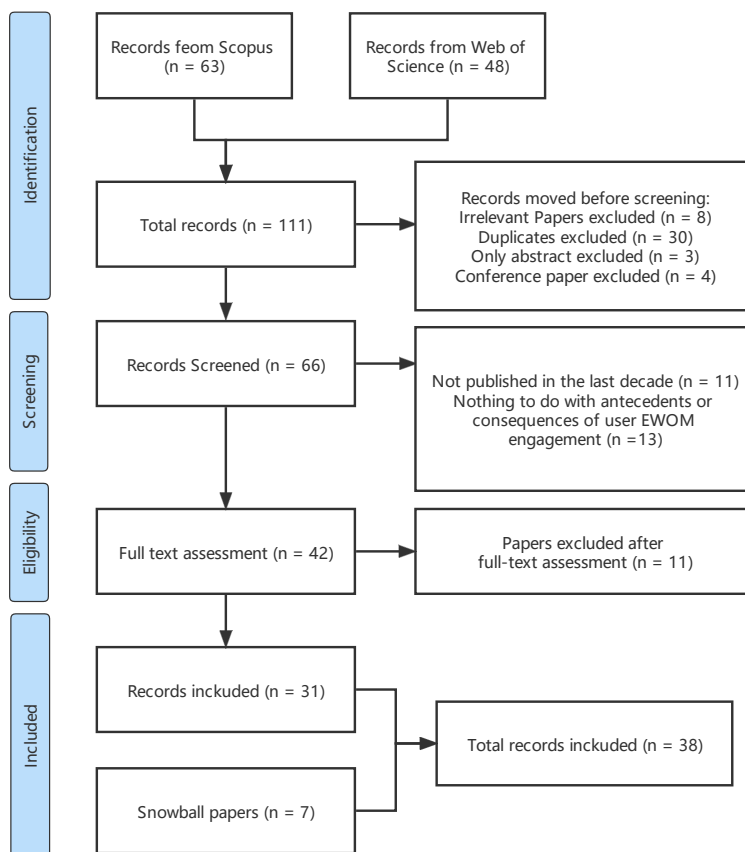 Identification
Records feom Scopus
(n = 63)
Records from Web of
Science (n = 48)
Total records (n = 111)
Records moved before screening:
Irrelevant Papers excluded (n = 8)
Duplicates excluded (n = 30)
Only abstract excluded (n = 3)
Conference paper excluded (n = 4)
Screening
Records Screened (n = 66)
Not published in the last decade (n = 11)
Nothing to do with antecedents or
consequences of user EWOM
engagement (n =13)
Eligibility
Full text assessment (n = 42)
Papers excluded after
full-text assessment (n = 11)
Included
Records inckuded (n = 31)
Total records inckuded (n = 38)
Snowball papers (n = 7)